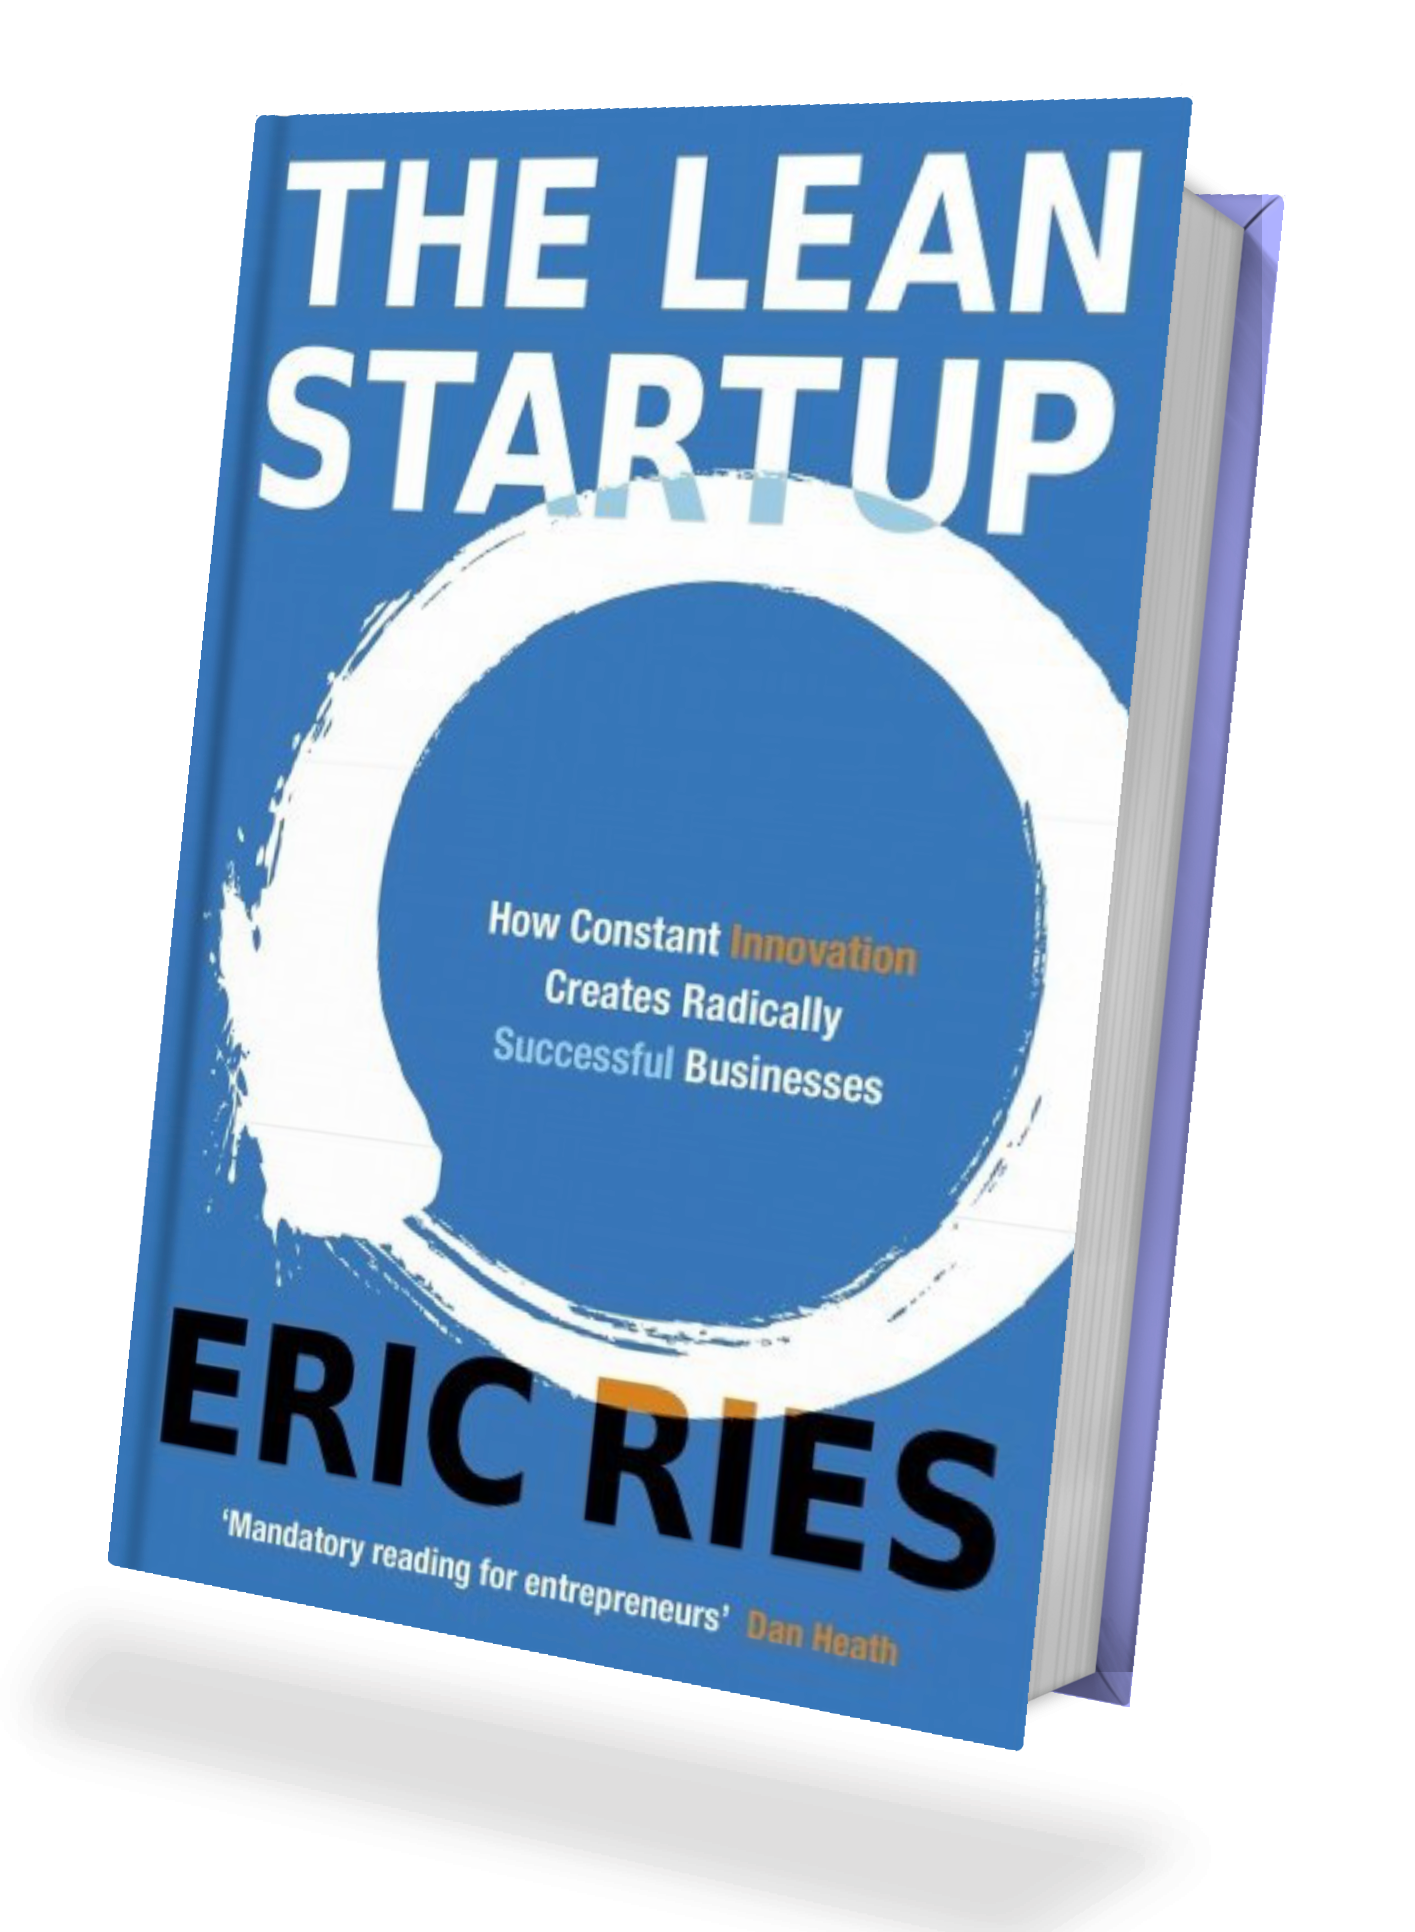 THE LEAN
STARTUP
How Constant Innovation
Creates Radically
Successful Businesses
ERIC RIES
‘Mandatory reading for entrepreneurs’ Dan Heath